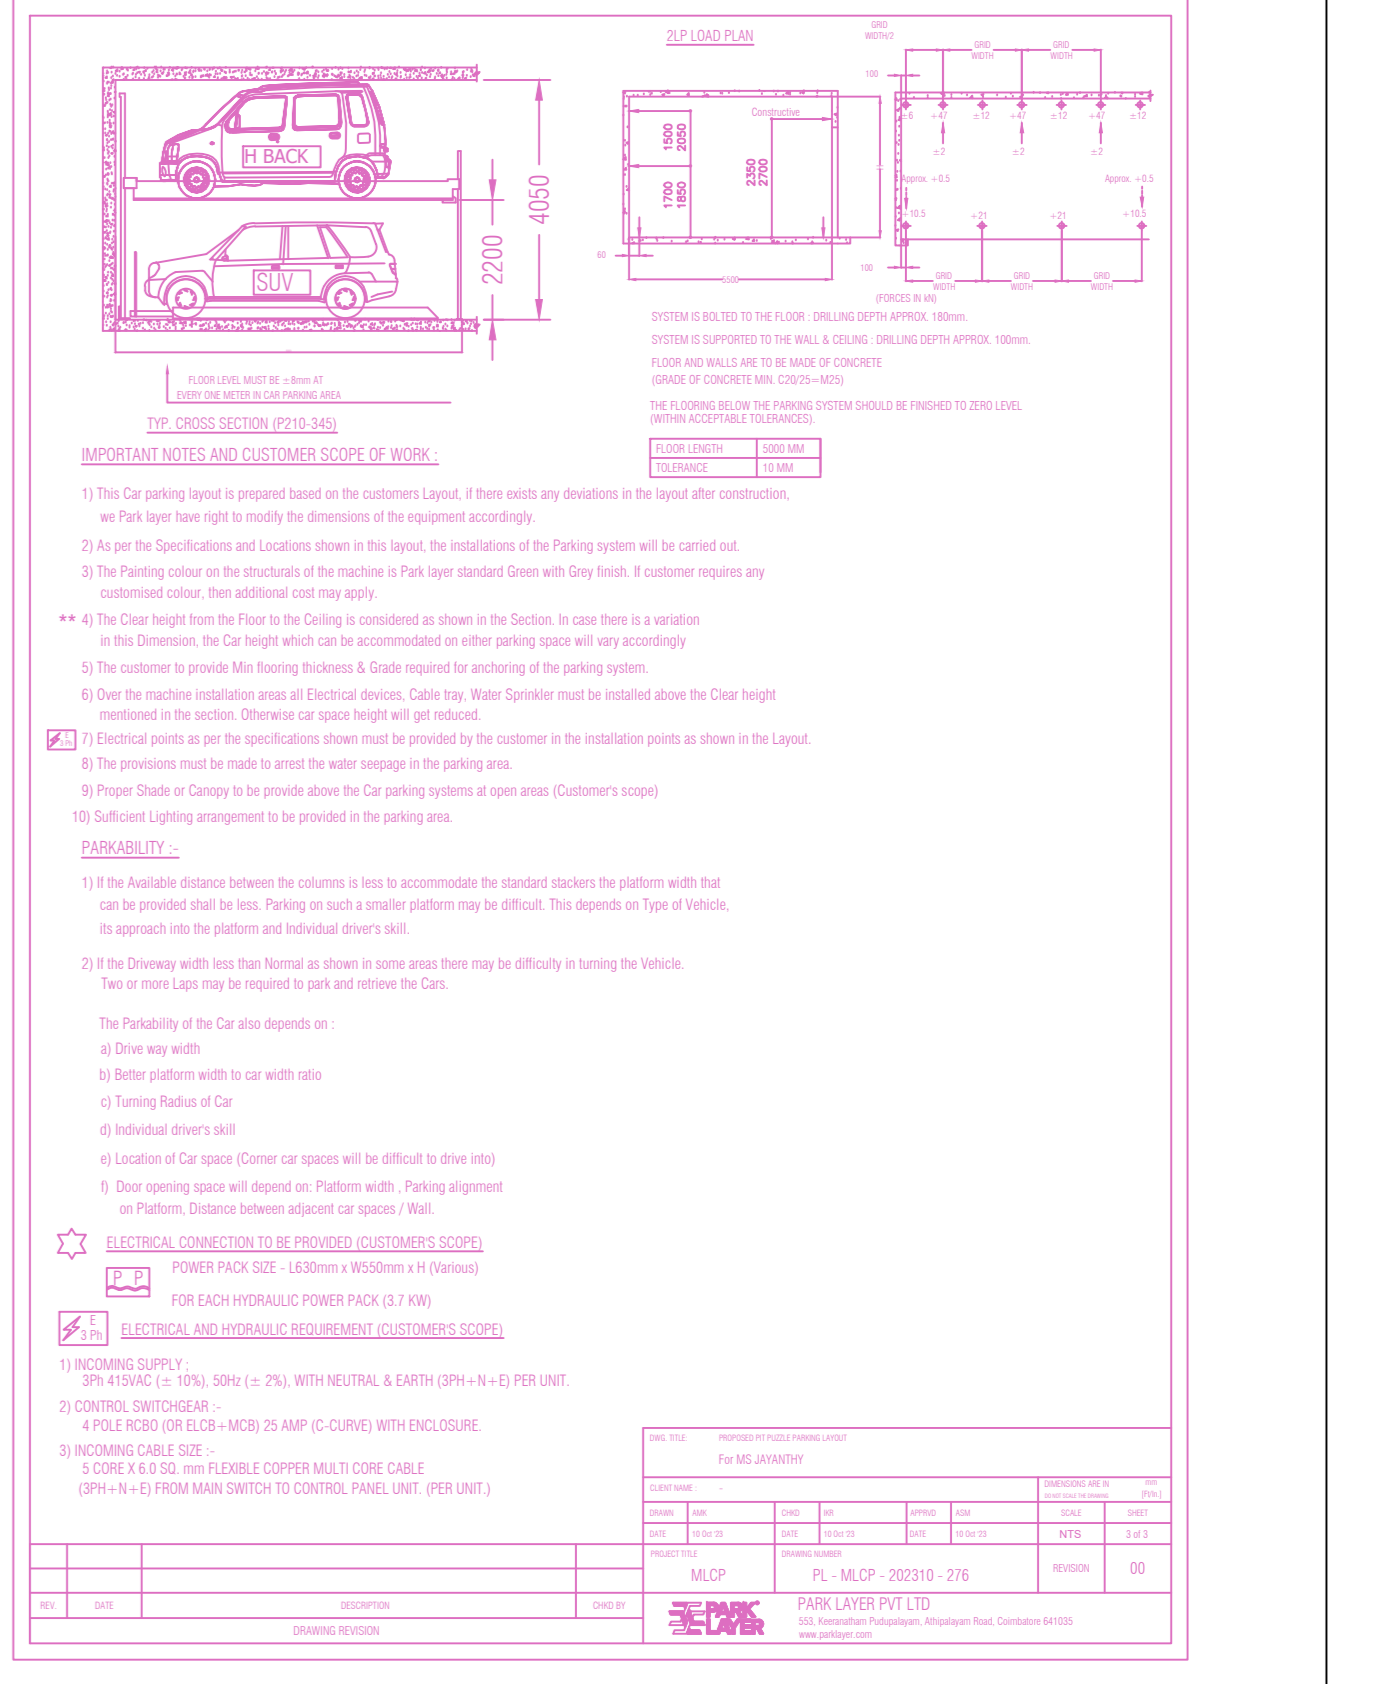 2LP LOAD PLAN
GRID
WIDTH/2
GRID
WIDTH
GRID
WIDTH
100
H BACK
SUV
4050
2200
Constructive
1500
2050
1700
1850
2350
2700
60
5500
±6
+47
±12
+47
±12
+47
±12
±2
±2
±2
Approx. +0.5
Approx. +0.5
+10.5
+21
+21
+10.5
100
GRID
WIDTH
GRID
WIDTH
GRID
WIDTH
(FORCES IN kN)
SYSTEM IS BOLTED TO THE FLOOR : DRILLING DEPTH APPROX. 180mm.
SYSTEM IS SUPPORTED TO THE WALL & CEILING : DRILLING DEPTH APPROX. 100mm.
FLOOR AND WALLS ARE TO BE MADE OF CONCRETE
(GRADE OF CONCRETE MIN. C20/25=M25)
THE FLOORING BELOW THE PARKING SYSTEM SHOULD BE FINISHED TO ZERO LEVEL
(WITHIN ACCEPTABLE TOLERANCES).
FLOOR LENGTH 5000 MM
TOLERANCE 10 MM
FLOOR LEVEL MUST BE ±8mm AT
EVERY ONE METER IN CAR PARKING AREA
TYP. CROSS SECTION (P210-345)
IMPORTANT NOTES AND CUSTOMER SCOPE OF WORK :
1) This Car parking layout is prepared based on the customers Layout, if there exists any deviations in the layout after construction,
we Park layer have right to modify the dimensions of the equipment accordingly.
2) As per the Specifications and Locations shown in this layout, the installations of the Parking system will be carried out.
3) The Painting colour on the structurals of the machine is Park layer standard Green with Grey finish. If customer requires any
customised colour, then additional cost may apply.
** 4) The Clear height from the Floor to the Ceiling is considered as shown in the Section. In case there is a variation
in this Dimension, the Car height which can be accommodated on either parking space will vary accordingly
5) The customer to provide Min flooring thickness & Grade required for anchoring of the parking system.
6) Over the machine installation areas all Electrical devices, Cable tray, Water Sprinkler must be installed above the Clear height
mentioned in the section. Otherwise car space height will get reduced.
E
3 Ph
7) Electrical points as per the specifications shown must be provided by the customer in the installation points as shown in the Layout.
8) The provisions must be made to arrest the water seepage in the parking area.
9) Proper Shade or Canopy to be provide above the Car parking systems at open areas (Customer's scope)
10) Sufficient Lighting arrangement to be provided in the parking area.
PARKABILITY :-
1) If the Available distance between the columns is less to accommodate the standard stackers the platform width that
can be provided shall be less. Parking on such a smaller platform may be difficult. This depends on Type of Vehicle,
its approach into the platform and Individual driver's skill.
2) If the Driveway width less than Normal as shown in some areas there may be difficulty in turning the Vehicle.
Two or more Laps may be required to park and retrieve the Cars.
The Parkability of the Car also depends on :
a) Drive way width
b) Better platform width to car width ratio
c) Turning Radius of Car
d) Individual driver's skill
e) Location of Car space (Corner car spaces will be difficult to drive into)
f) Door opening space will depend on: Platform width , Parking alignment
on Platform, Distance between adjacent car spaces / Wall.
ELECTRICAL CONNECTION TO BE PROVIDED (CUSTOMER'S SCOPE)
P P
POWER PACK SIZE - L630mm x W550mm x H (Various)
FOR EACH HYDRAULIC POWER PACK (3.7 KW)
E
3 Ph
ELECTRICAL AND HYDRAULIC REQUIREMENT (CUSTOMER'S SCOPE)
1) INCOMING SUPPLY ;
3Ph 415VAC (± 10%), 50Hz (± 2%), WITH NEUTRAL & EARTH (3PH+N+E) PER UNIT.
2) CONTROL SWITCHGEAR :-
4 POLE RCBO (OR ELCB+MCB) 25 AMP (C-CURVE) WITH ENCLOSURE.
3) INCOMING CABLE SIZE :-
5 CORE X 6.0 SQ. mm FLEXIBLE COPPER MULTI CORE CABLE
(3PH+N+E) FROM MAIN SWITCH TO CONTROL PANEL UNIT. (PER UNIT.)
DWG. TITLE. PROPOSED PIT PUZZLE PARKING LAYOUT
For MS JAYANTHY
CLIENT NAME : -
DIMENSIONS ARE IN mm
DO NOT SCALE THE DRAWING [Ft/In.]
DRAWN AMK CHKD IKR APPRVD ASM SCALE SHEET
DATE 10 Oct '23 DATE 10 Oct '23 DATE 10 Oct '23 NTS 3 of 3
PROJECT TITLE DRAWING NUMBER
MLCP PL - MLCP - 202310 - 276 REVISION 00
REV. DATE DESCRIPTION CHKD BY
DRAWING REVISION
PARK
LAYER
PARK LAYER PVT LTD
553, Keeranatham Pudupalayam, Athipalayam Road, Coimbatore 641035
www.parklayer.com